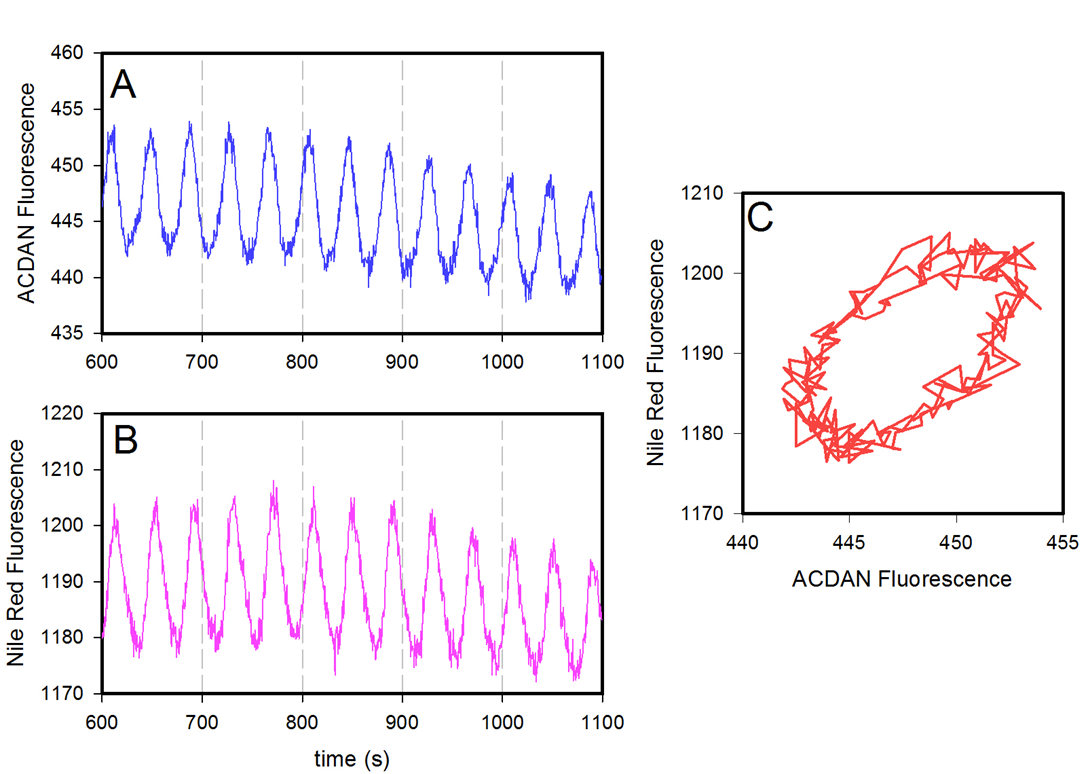 A
ACDAN Fluorescence
460
455
450
445
440
435
600 700 800 900 1000 1100
B
Nile Red Fluorescence
1220
1210
1200
1190
1180
1170
600 700 800 900 1000 1100
time (s)
C
Nile Red Fluorescence
1210
1200
1190
1180
1170
440 445 450 455
ACDAN Fluorescence